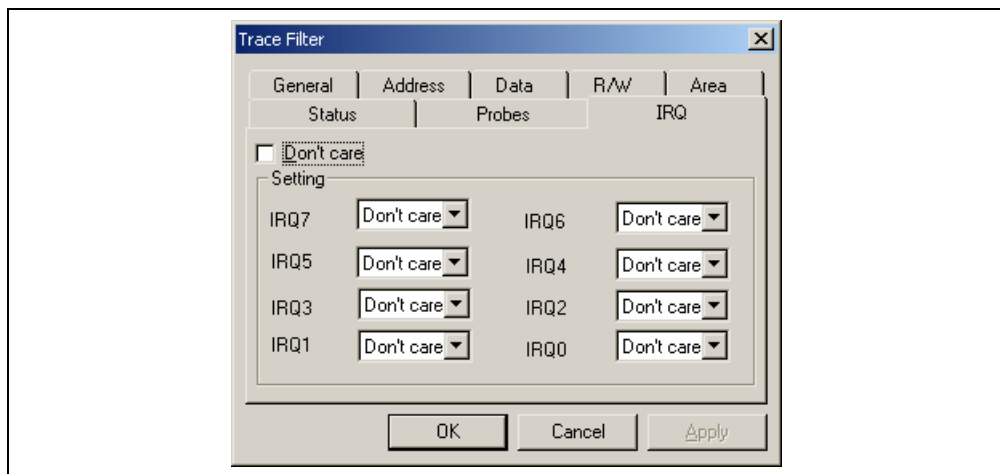 Trace Filter
General Address Data R/W Area
Status Probes IRQ
Don't care
Setting
IRQ7 Don't care IRQ6 Don't care
IRQ5 Don't care IRQ4 Don't care
IRQ3 Don't care IRQ2 Don't care
IRQ1 Don't care IRQ0 Don't care
OK Cancel Apply